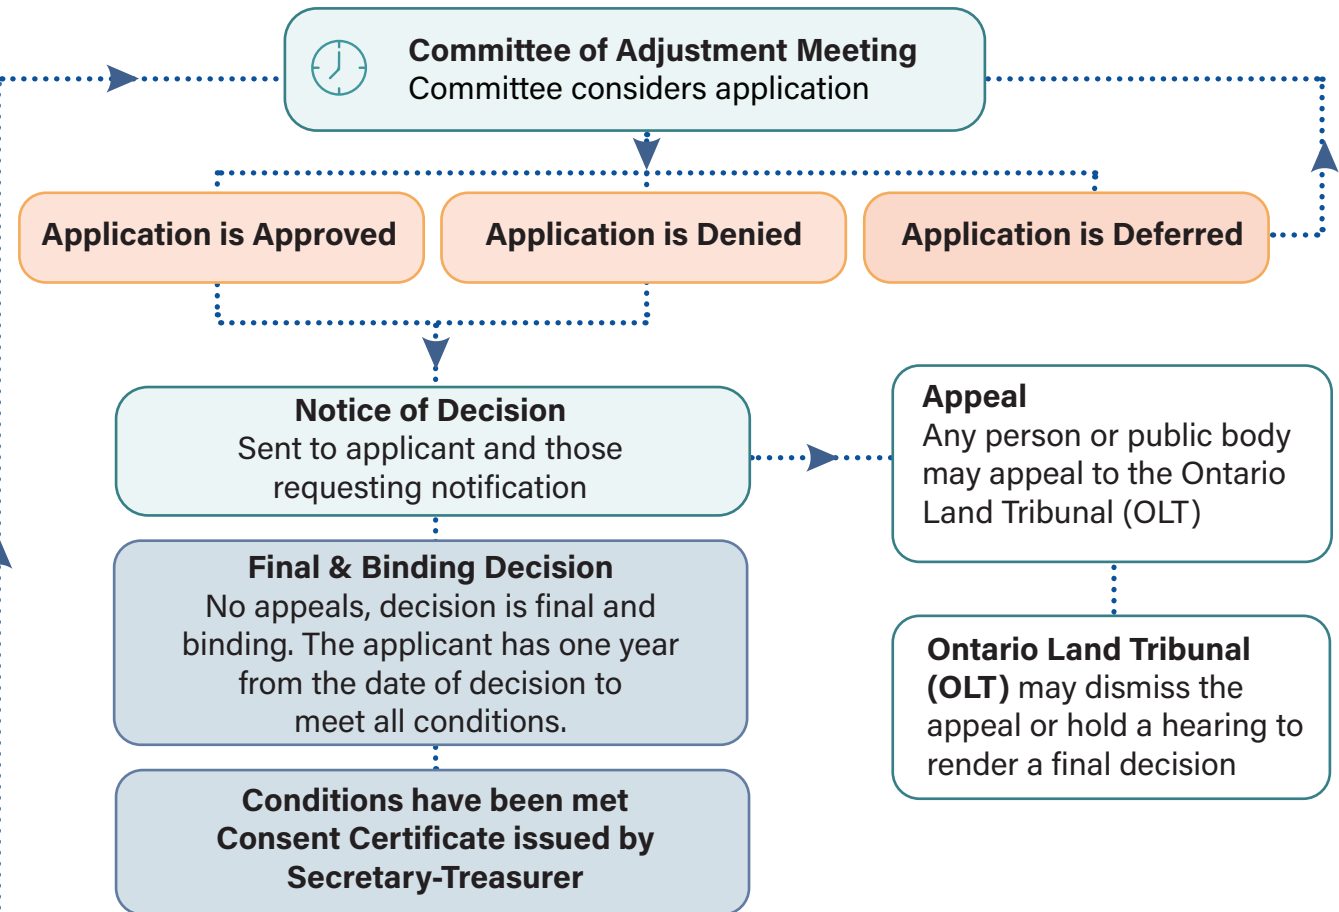 Committee of Adjustment Meeting
Committee considers application
Application is Approved
Application is Denied
Application is Deferred
Notice of Decision
Sent to applicant and those
requesting notification
Appeal
Any person or public body
may appeal to the Ontario
Land Tribunal (OLT)
Final & Binding Decision
No appeals, decision is final and
binding. The applicant has one year
from the date of decision to
meet all conditions.
Ontario Land Tribunal
(OLT) may dismiss the
appeal or hold a hearing to
render a final decision
Conditions have been met
Consent Certificate issued by
Secretary-Treasurer